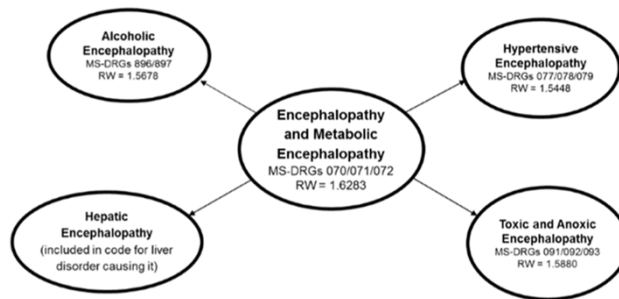 Alcoholic
Encephalopathy
MS-DRGs 896/897
RW = 1.5678
Hypertensive
Encephalopathy
MS-DRGs 077/078/079
RW = 1.5448
Encephalopathy
and Metabolic
Encephalopathy
MS-DRGs 070/071/072
RW = 1.6283
Hepatic
Encephalopathy
(included in code for liver
disorder causing it)
Toxic and Anoxic
Encephalopathy
MS-DRGs 091/092/093
RW = 1.5880